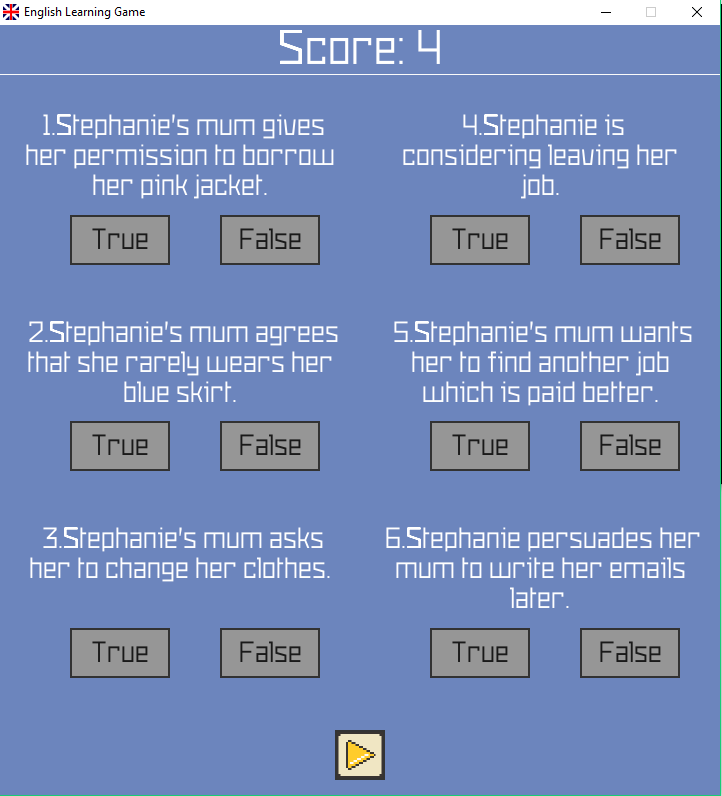 English Learning Game
Score: 4
1.Stephanie's mum gives
her permission to borrow
her pink jacket.
True False
2.Stephanie's mum agrees
that she rarely wears her
blue skirt.
True False
3.Stephanie's mum asks
her to change her clothes.
True False
4.Stephanie is
considering leaving her
job.
True False
5.Stephanie's mum wants
her to find another job
which is paid better.
True False
6.Stephanie persuades her
mum to write her emails
later.
True False